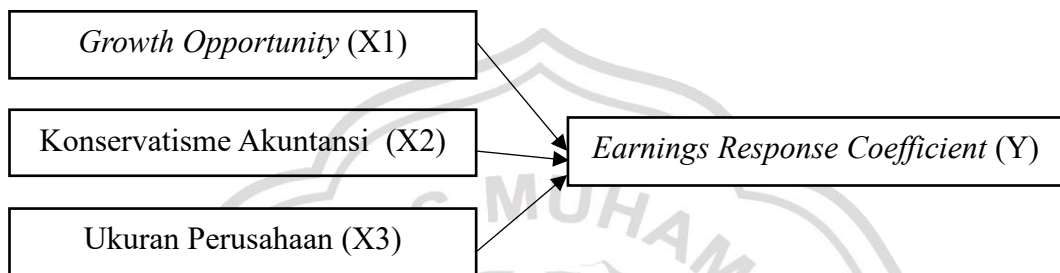 Growth Opportunity (X1)
Konservatisme Akuntansi (X2)
Earnings Response Coefficient (Y)
Ukuran Perusahaan (X3)
S MUHAM